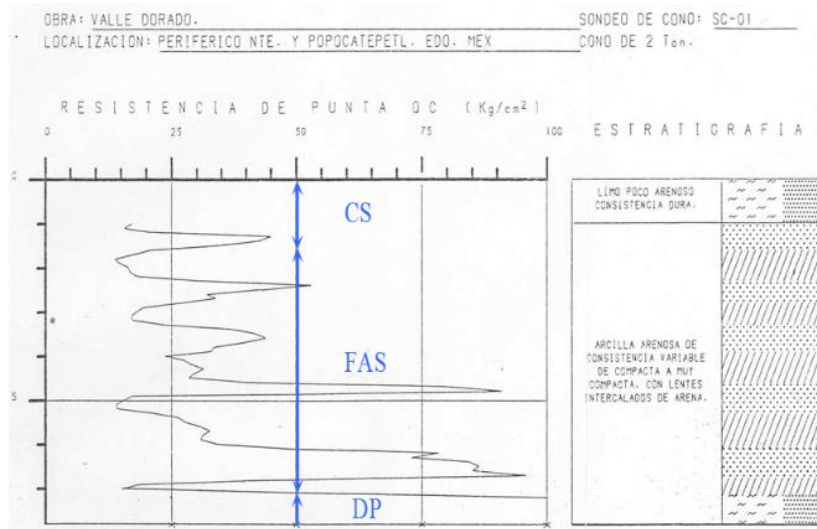 OBRA: VALLE DORADO. SONDEO DE CONO: SC-01
LOCALIZACION: PERIFERICO NTE. Y POPOCATEPETL. EDO. MEX CONO DE 2 Ton.
RESISTENCIA DE PUNTA QC (Kg/cm²)
0 25 50 75 100
ESTRATIGRAFIA
CS
LIMO POCO ARENOSO
CONSISTENCIA DURA.
FAS
ARCILLA ARENOSA DE
CONSISTENCIA VARIABLE
DE COMPACTA A MUY
COMPACTA. CON LENTES
INTERCALADOS DE ARENA.
5
DP